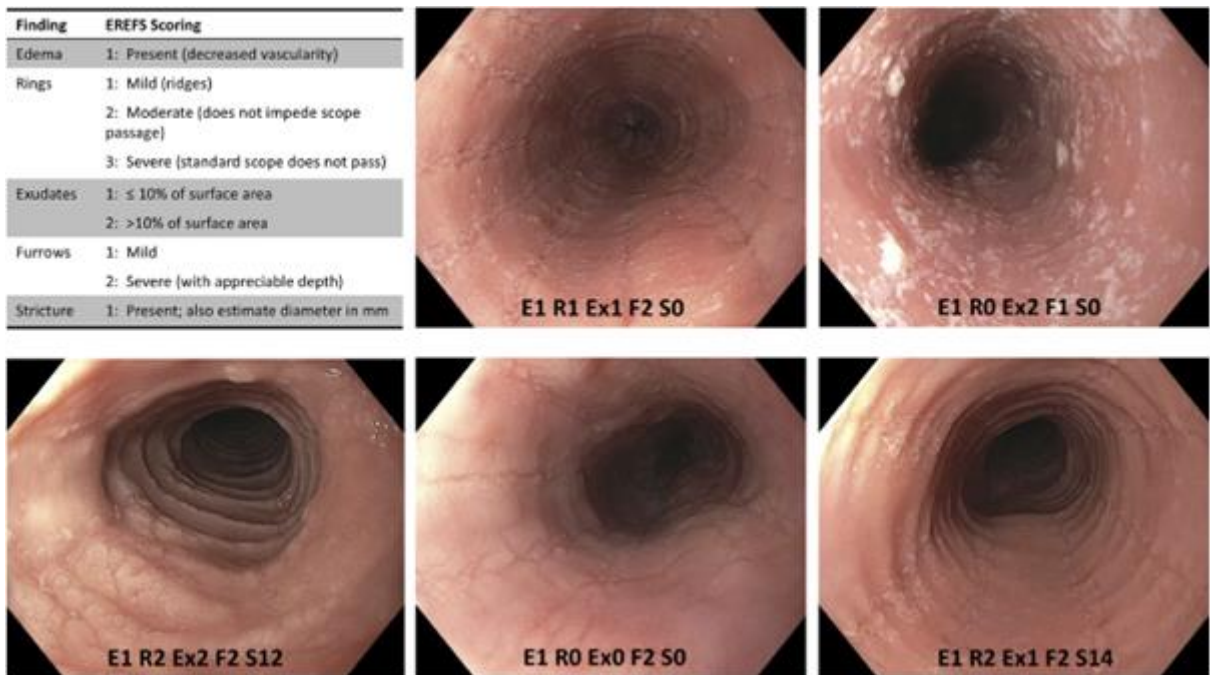 Finding EREFS Scoring
Edema 1: Present (decreased vascularity)
Rings 1: Mild (ridges)
2: Moderate (does not impede scope
passage)
3: Severe (standard scope does not pass)
Exudates 1: ≤ 10% of surface area
2: >10% of surface area
Furrows 1: Mild
2: Severe (with appreciable depth)
Stricture 1: Present; also estimate diameter in mm
E1 R1 Ex1 F2 S0
E1 R0 Ex2 F1 S0
E1 R2 Ex2 F2 S12
E1 R0 Ex0 F2 S0
E1 R2 Ex1 F2 S14